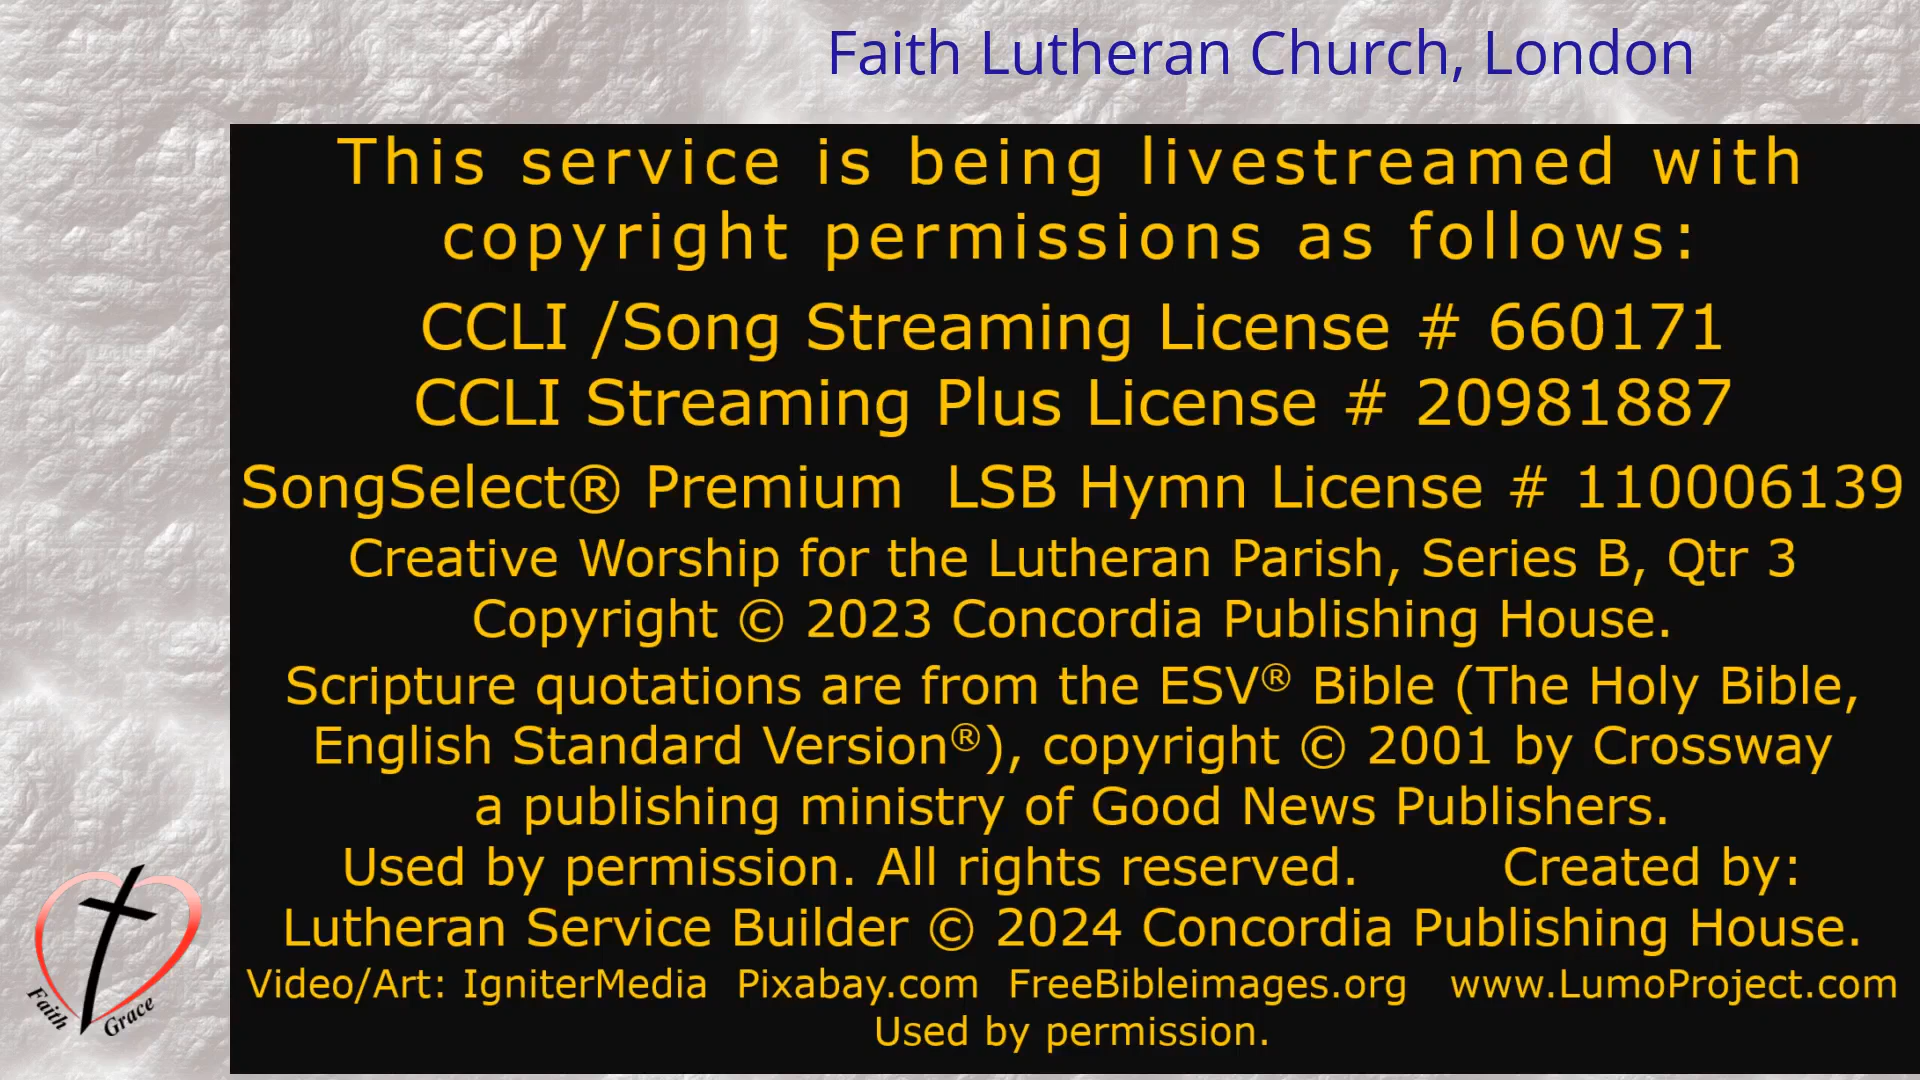 Faith Lutheran Church, London
This service is being livestreamed with
copyright permissions as follows:
CCLI /Song Streaming License # 660171
CCLI Streaming Plus License # 20981887
SongSelect® Premium  LSB Hymn License # 110006139
Creative Worship for the Lutheran Parish, Series B, Qtr 3
Copyright © 2023 Concordia Publishing House.
Scripture quotations are from the ESV® Bible (The Holy Bible,
English Standard Version®), copyright © 2001 by Crossway
a publishing ministry of Good News Publishers.
Used by permission. All rights reserved.    Created by:
Lutheran Service Builder © 2024 Concordia Publishing House.
Video/Art: IgniterMedia  Pixabay.com  FreeBibleimages.org   www.LumoProject.com
Used by permission.
Faith Grace